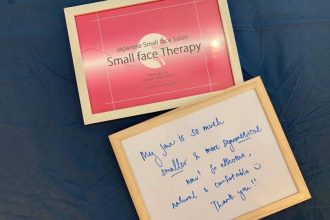 Japanese Small face Salon
Small face Therapy
My jaw is so much
smaller & more symmetrical
now! So effective,
natural & comfortable
Thank you!!